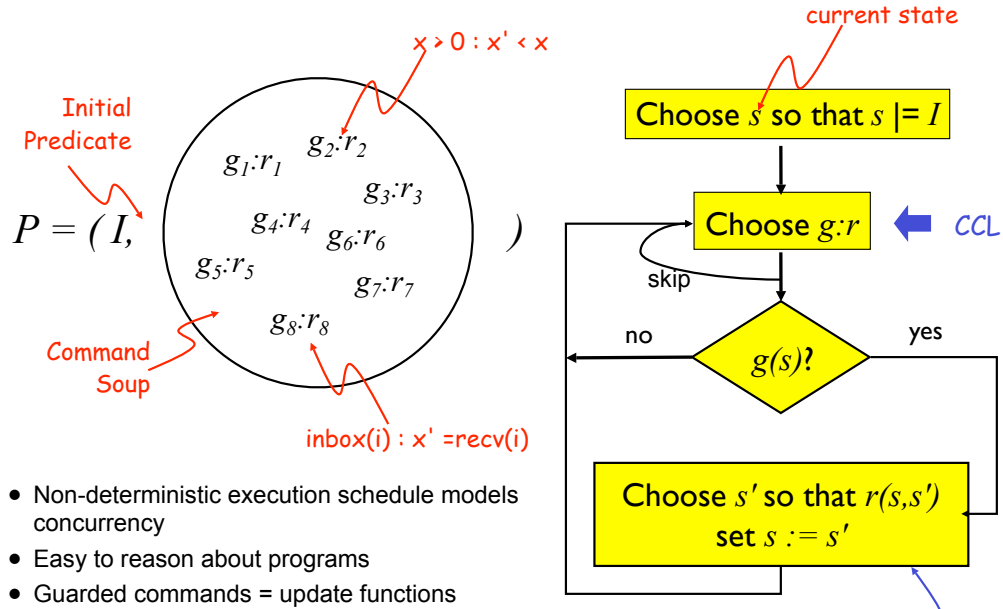 x > 0 : x' < x
Initial
Predicate
g2:r2
g1:r1
g3:r3
g4:r4
P = ( I,
g6:r6
)
g5:r5
g7:r7
g8:r8
Command
Soup
inbox(i) : x' =recv(i)
• Non-deterministic execution schedule models
concurrency
• Easy to reason about programs
• Guarded commands = update functions
current state
Choose s so that s |= I
Choose g:r
CCL
skip
no
yes
g(s)?
Choose s' so that r(s,s')
set s := s'